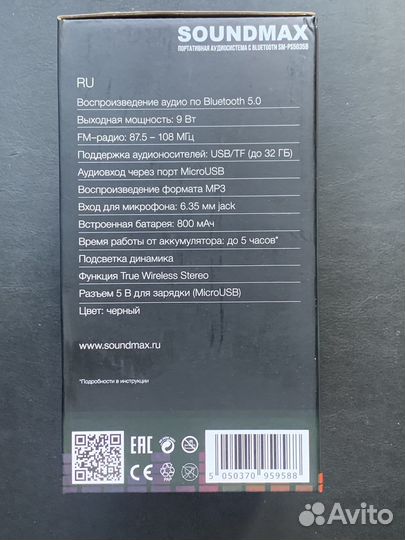 SOUNDMAX
ПОРТАТИВНАЯ АУДИОСИСТЕМА С BLUETOOTH SM-PS5035B
RU
Воспроизведение аудио по Bluetooth 5.0
Выходная мощность: 9 Вт
FM–радио: 87.5 – 108 МГц
Поддержка аудионосителей: USB/TF (до 32 ГБ)
Аудиовход через порт MicroUSB
Воспроизведение формата MP3
Вход для микрофона: 6.35 мм jack
Встроенная батарея: 800 мАч
Время работы от аккумулятора: до 5 часов*
Подсветка динамика
Функция True Wireless Stereo
Разъем 5 В для зарядки (MicroUSB)
Цвет: черный
www.soundmax.ru
*Подробности в инструкции
EAC
CE
PAP
5 050370 959588
Avito